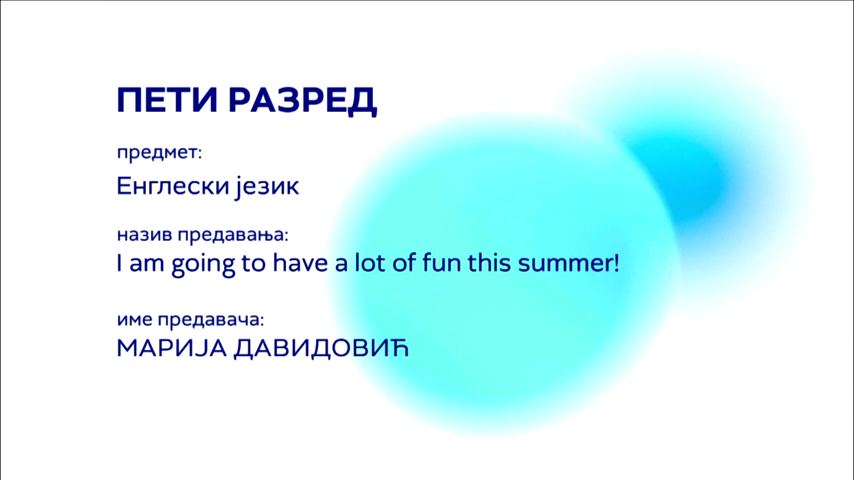 ПЕТИ РАЗРЕД
предмет:
Енглески језик
назив предавања:
I am going to have a lot of fun this summer!
име предавача:
МАРИЈА ДАВИДОВИЋ